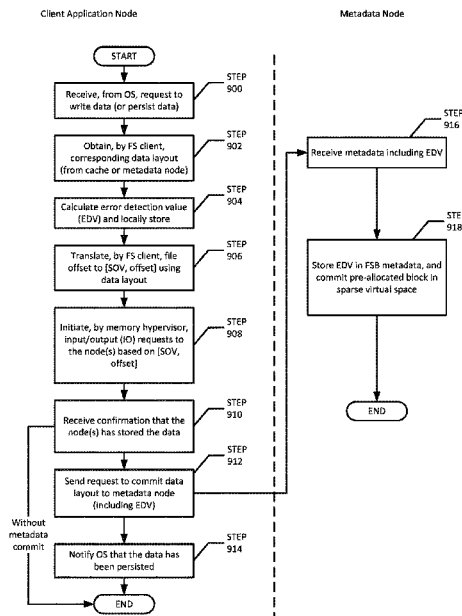 Client Application Node
Metadata Node
START
STEP
900
Receive, from OS, request to
write data (or persist data)
STEP
902
Obtain, by FS client,
corresponding data layout
(from cache or metadata node)
STEP
904
Calculate error detection value
(EDV) and locally store
STEP
906
Translate, by FS client, file
offset to [SOV, offset] using
data layout
STEP
908
Initiate, by memory hypervisor,
input/output (IO) requests to
the node(s) based on [SOV,
offset]
STEP
910
Receive confirmation that the
node(s) has stored the data
STEP
912
Send request to commit data
layout to metadata node
(including EDV)
Without
metadata
commit
STEP
914
Notify OS that the data has
been persisted
END
STEP
916
Receive metadata including EDV
STEP
918
Store EDV in FSB metadata, and
commit pre-allocated block in
sparse virtual space
END